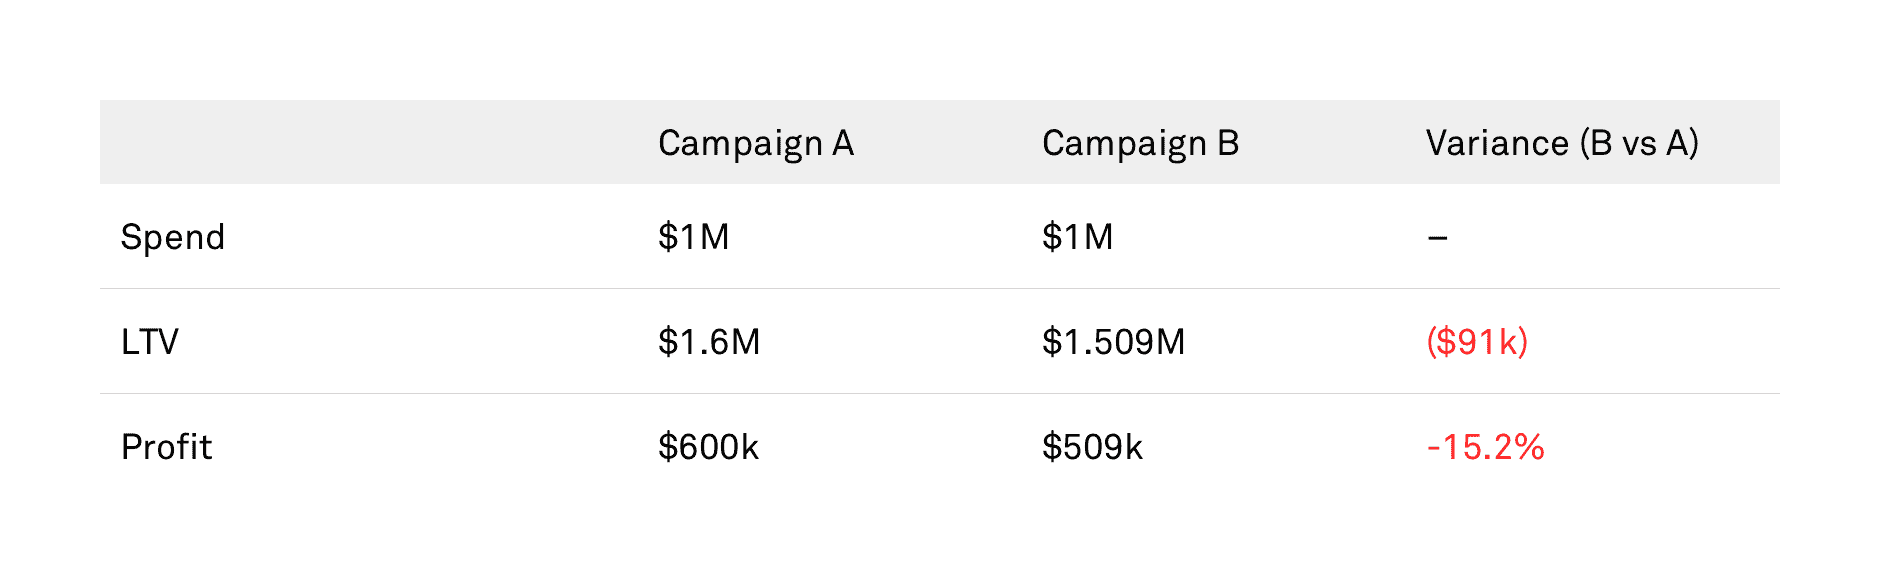 Campaign A Campaign B Variance (B vs A)
Spend $1M $1M –
LTV $1.6M $1.509M ($91k)
Profit $600k $509k -15.2%